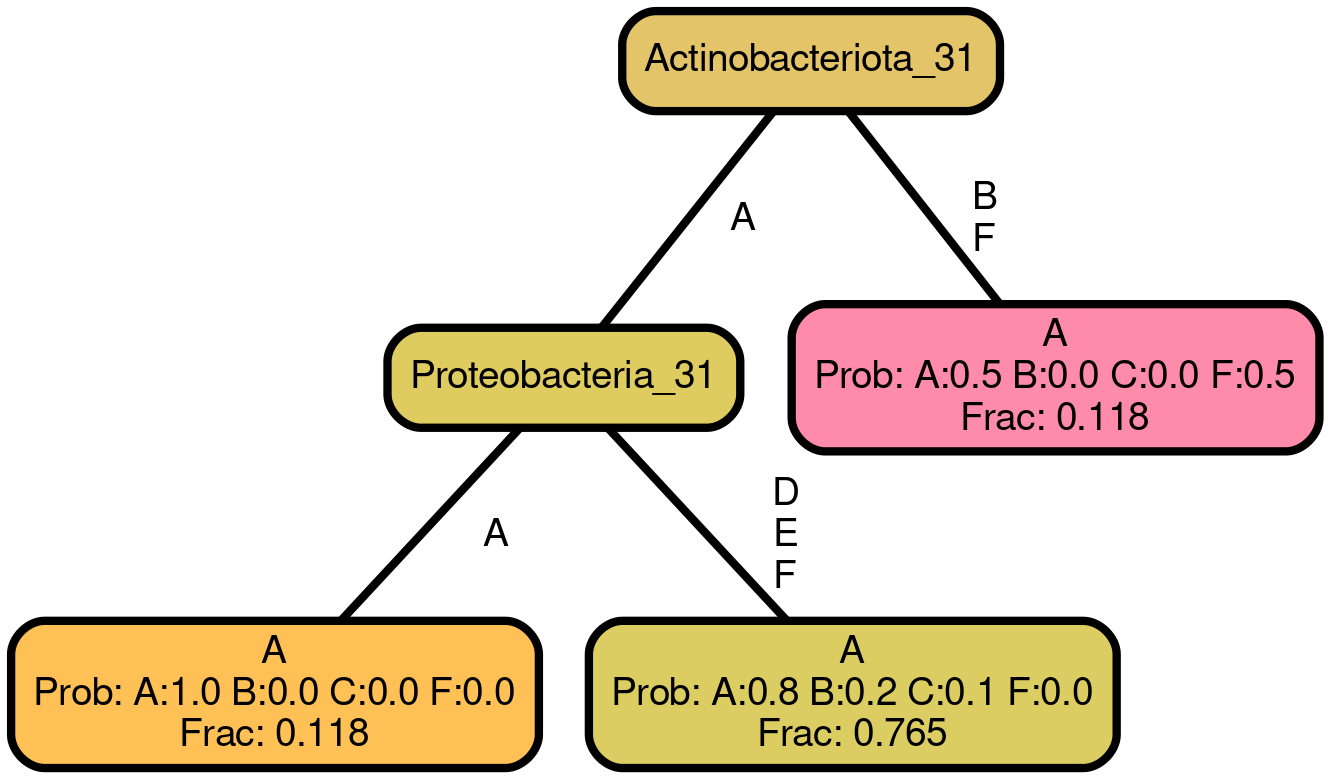 Actinobacteriota_31
A
B
F
Proteobacteria_31
A
Prob: A:0.5 B:0.0 C:0.0 F:0.5
Frac: 0.118
A
D
E
F
A
Prob: A:1.0 B:0.0 C:0.0 F:0.0
Frac: 0.118
A
Prob: A:0.8 B:0.2 C:0.1 F:0.0
Frac: 0.765